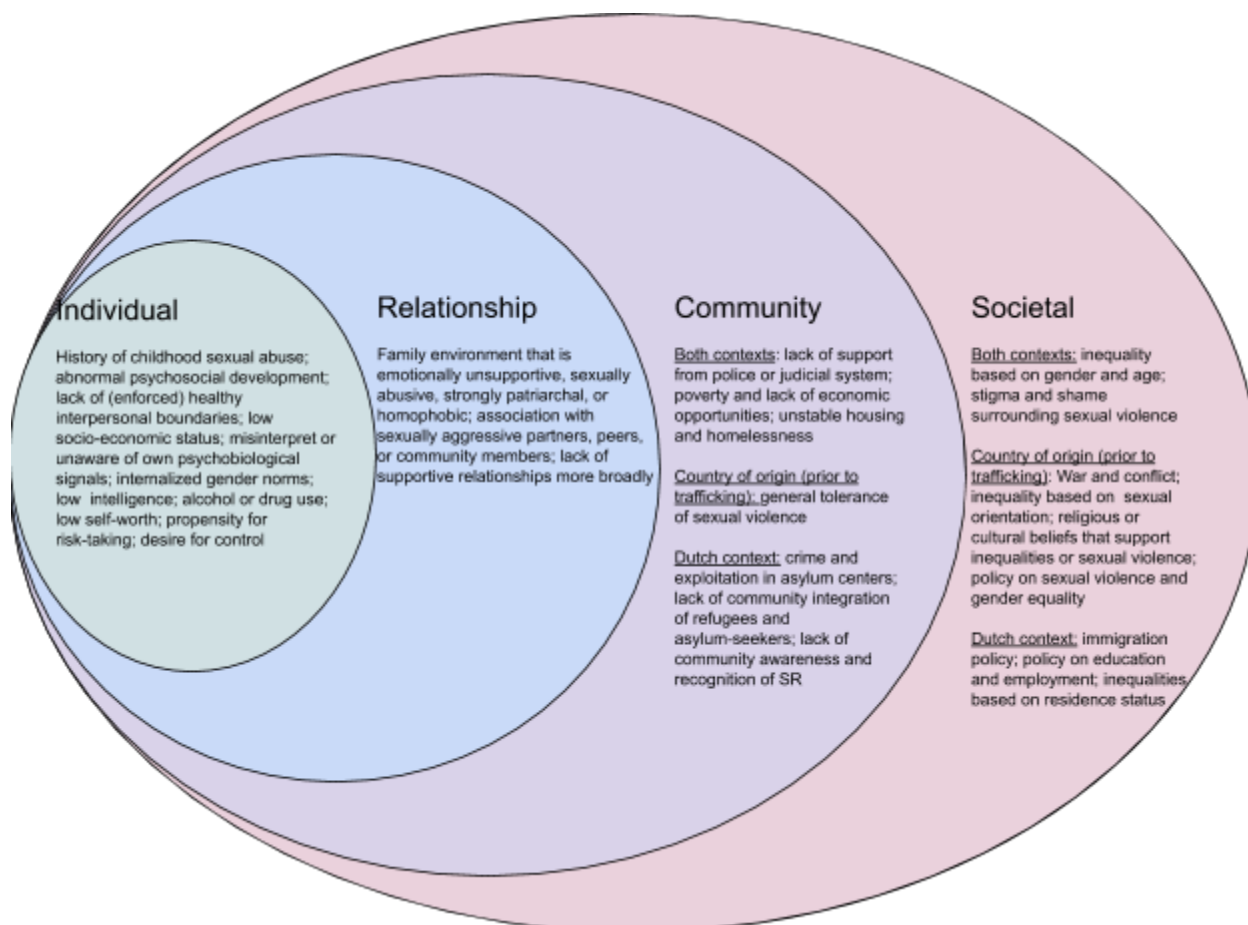 Individual
History of childhood sexual abuse;
abnormal psychosocial development;
lack of (enforced) healthy
interpersonal boundaries; low
socio-economic status; misinterpret or
unaware of own psychobiological
signals; internalized gender norms;
low intelligence; alcohol or drug use;
low self-worth; propensity for
risk-taking; desire for control
Relationship
Family environment that is
emotionally unsupportive, sexually
abusive, strongly patriarchal, or
homophobic; association with
sexually aggressive partners, peers,
or community members; lack of
supportive relationships more broadly
Community
Both contexts: lack of support
from police or judicial system;
poverty and lack of economic
opportunities; unstable housing
and homelessness
Country of origin (prior to
trafficking): general tolerance
of sexual violence
Dutch context: crime and
exploitation in asylum centers;
lack of community integration
of refugees and
asylum-seekers; lack of
community awareness and
recognition of SR
Societal
Both contexts: inequality
based on gender and age;
stigma and shame
surrounding sexual violence
Country of origin (prior to
trafficking): War and conflict;
inequality based on sexual
orientation; religious or
cultural beliefs that support
inequalities or sexual violence;
policy on sexual violence and
gender equality
Dutch context: immigration
policy; policy on education
and employment; inequalities
based on residence status